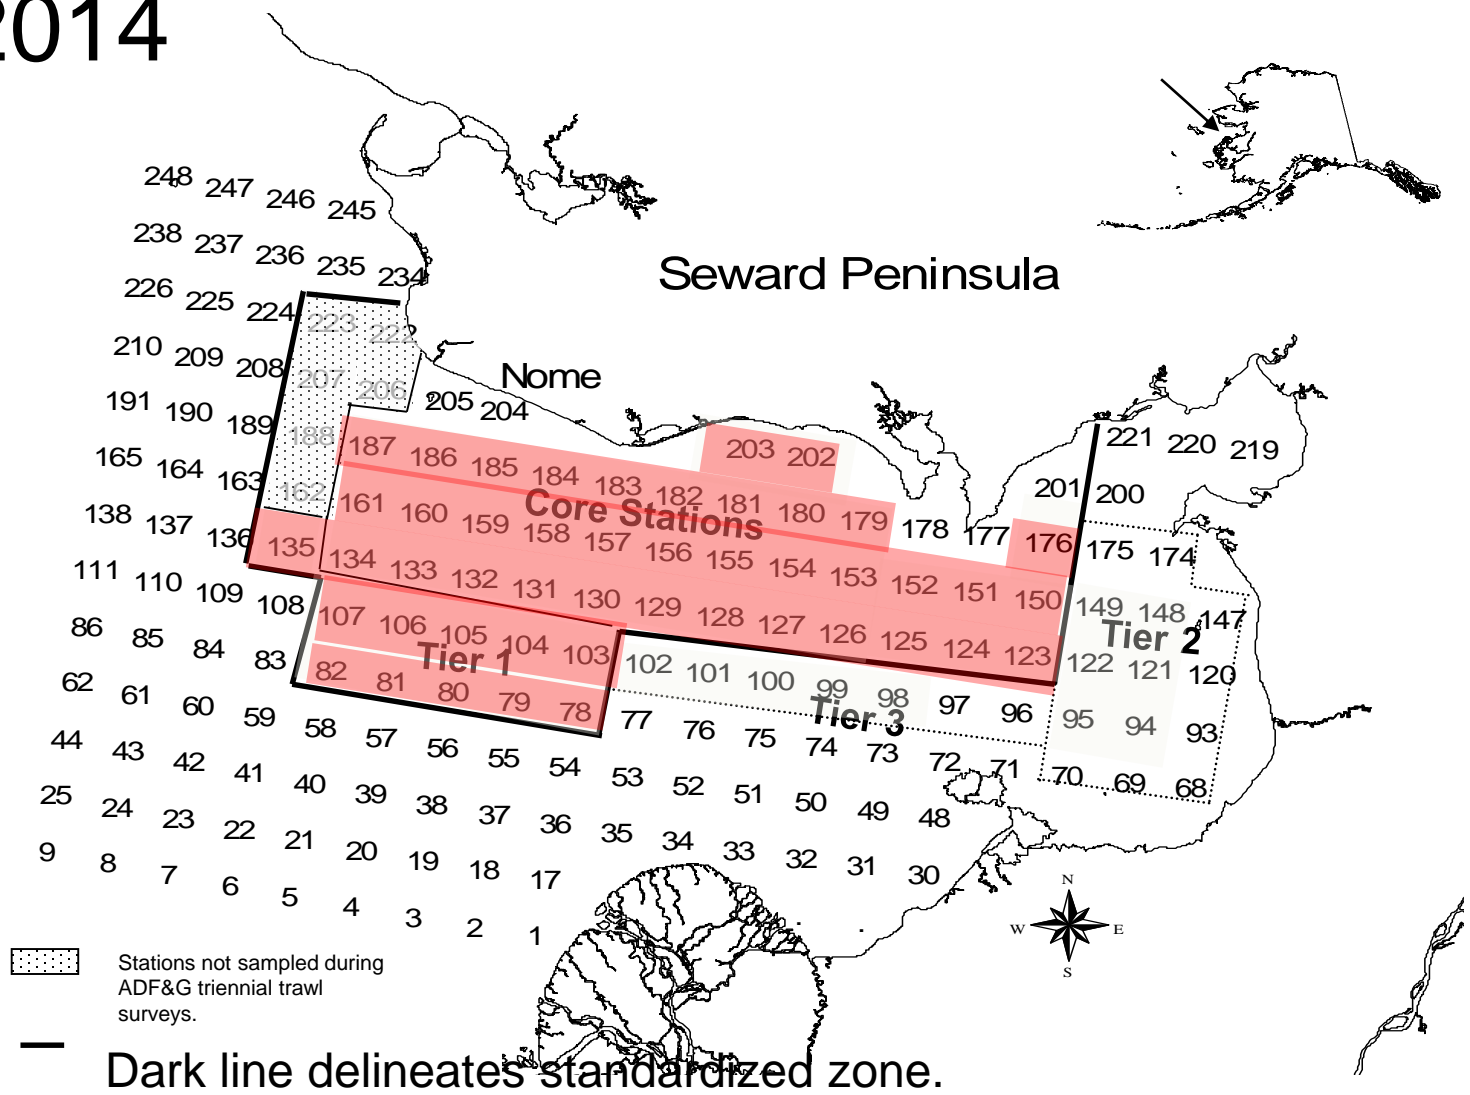 2014
248 247 246 245
238 237 236 235 234
Seward Peninsula
226 225 224 223 222
210 209 208 207 206
Nome
191 190 189 188 205 204
165 164 163 162 187 186 185 184 183 182 181 180 179 178 177 176
203 202
221 220 219
201 200
Core Stations
138 137 136 135 161 160 159 158 157 156 155 154 153 152 151 150
175 174
134 133 132 131 130 129 128 127 126 125 124 123
149 148 147
Tier 2
122 121 120
111 110 109 108 107 106 105 104 103 102 101 100 99 98 97 96
Tier 1
Tier 3
95 94 93
86 85 84 83 82 81 80 79 78 77 76 75 74 73 72 71 70 69 68
62 61 60 59 58 57 56 55 54 53 52 51 50 49 48
44 43 42 41 40 39 38 37 36 35 34 33 32 31 30
25 24 23 22 21 20 19 18 17
9 8 7 6 5 4 3 2 1
N
W E
S
Stations not sampled during
ADF&G triennial trawl
surveys.
Dark line delineates standardized zone.